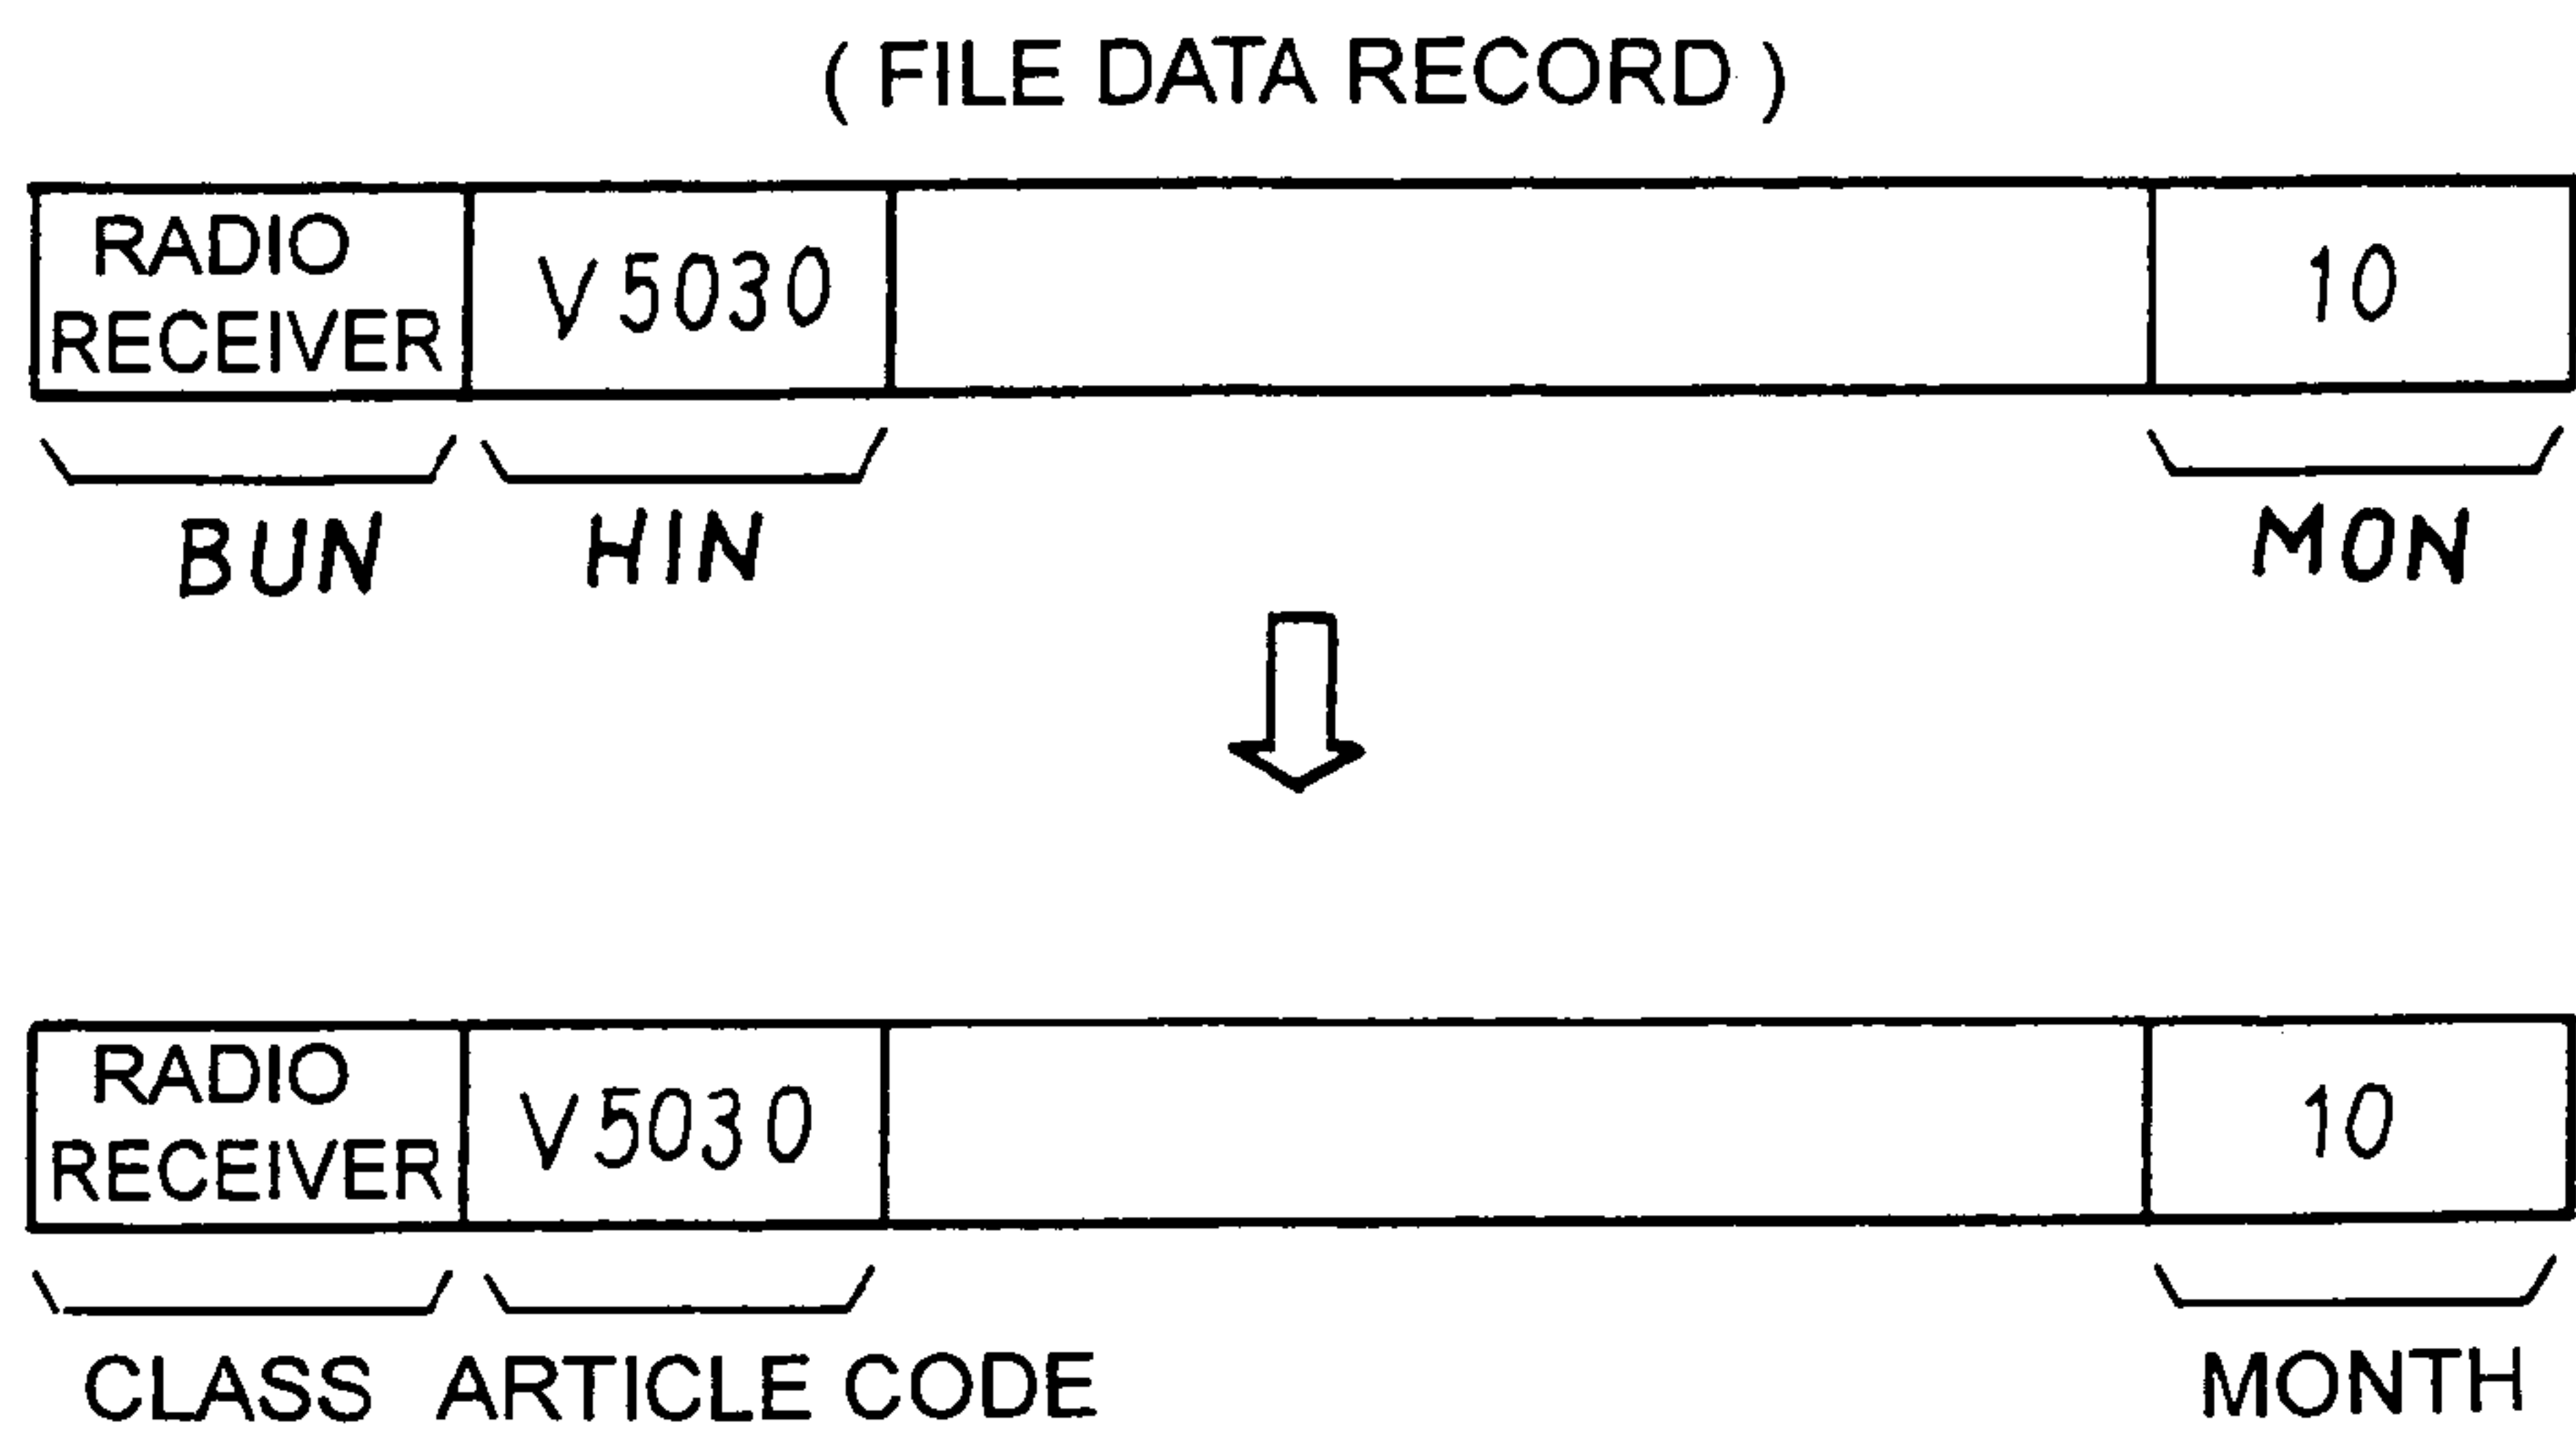 ( FILE DATA RECORD )
RADIO
RECEIVER
V5030
10
BUN
HIN
MON
RADIO
RECEIVER
V5030
10
CLASS
ARTICLE CODE
MONTH